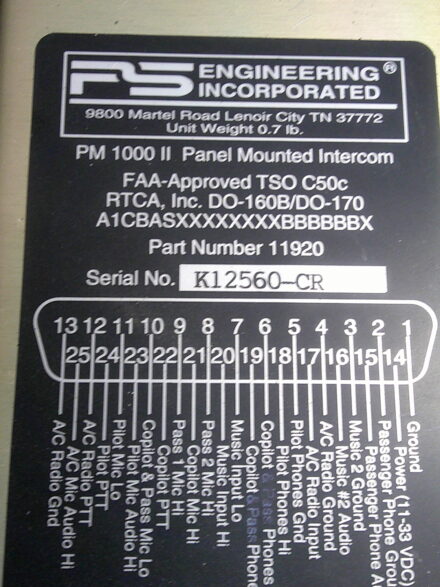 PS ENGINEERING® INCORPORATED
9800 Martel Road Lenoir City TN 37772
Unit Weight 0.7 lb.
PM 1000 II Panel Mounted Intercom
FAA-Approved TSO C50c
RTCA, Inc. DO-160B/DO-170
A1CBASXXXXXXXXBBBBBBX
Part Number 11920
Serial No. K12560-CR
13 12 11 10 9 8 7 6 5 4 3 2 1
25 24 23 22 21 20 19 18 17 16 15 14
Ground
Power (11-33 VDC)
Passenger Phone
Passenger Phone
Music 2 Ground
Music #2 Audio
A/C Radio Ground
A/C Radio Input
Pilot Phones Gnd
Pilot Phones Hi
Copilot & Pass Phones
Copilot & Pass Phone
Music Input Lo
Music Input Hi
Pass 2 Mic Hi
Copilot Mic Hi
Pass 1 Mic Hi
Copilot PTT
Copilot & Pass Mic Lo
Pilot Mic Audio Hi
Pilot Mic Lo
Pilot PTT
A/C Radio PTT
A/C Mic Audio Hi
A/C Radio Gnd